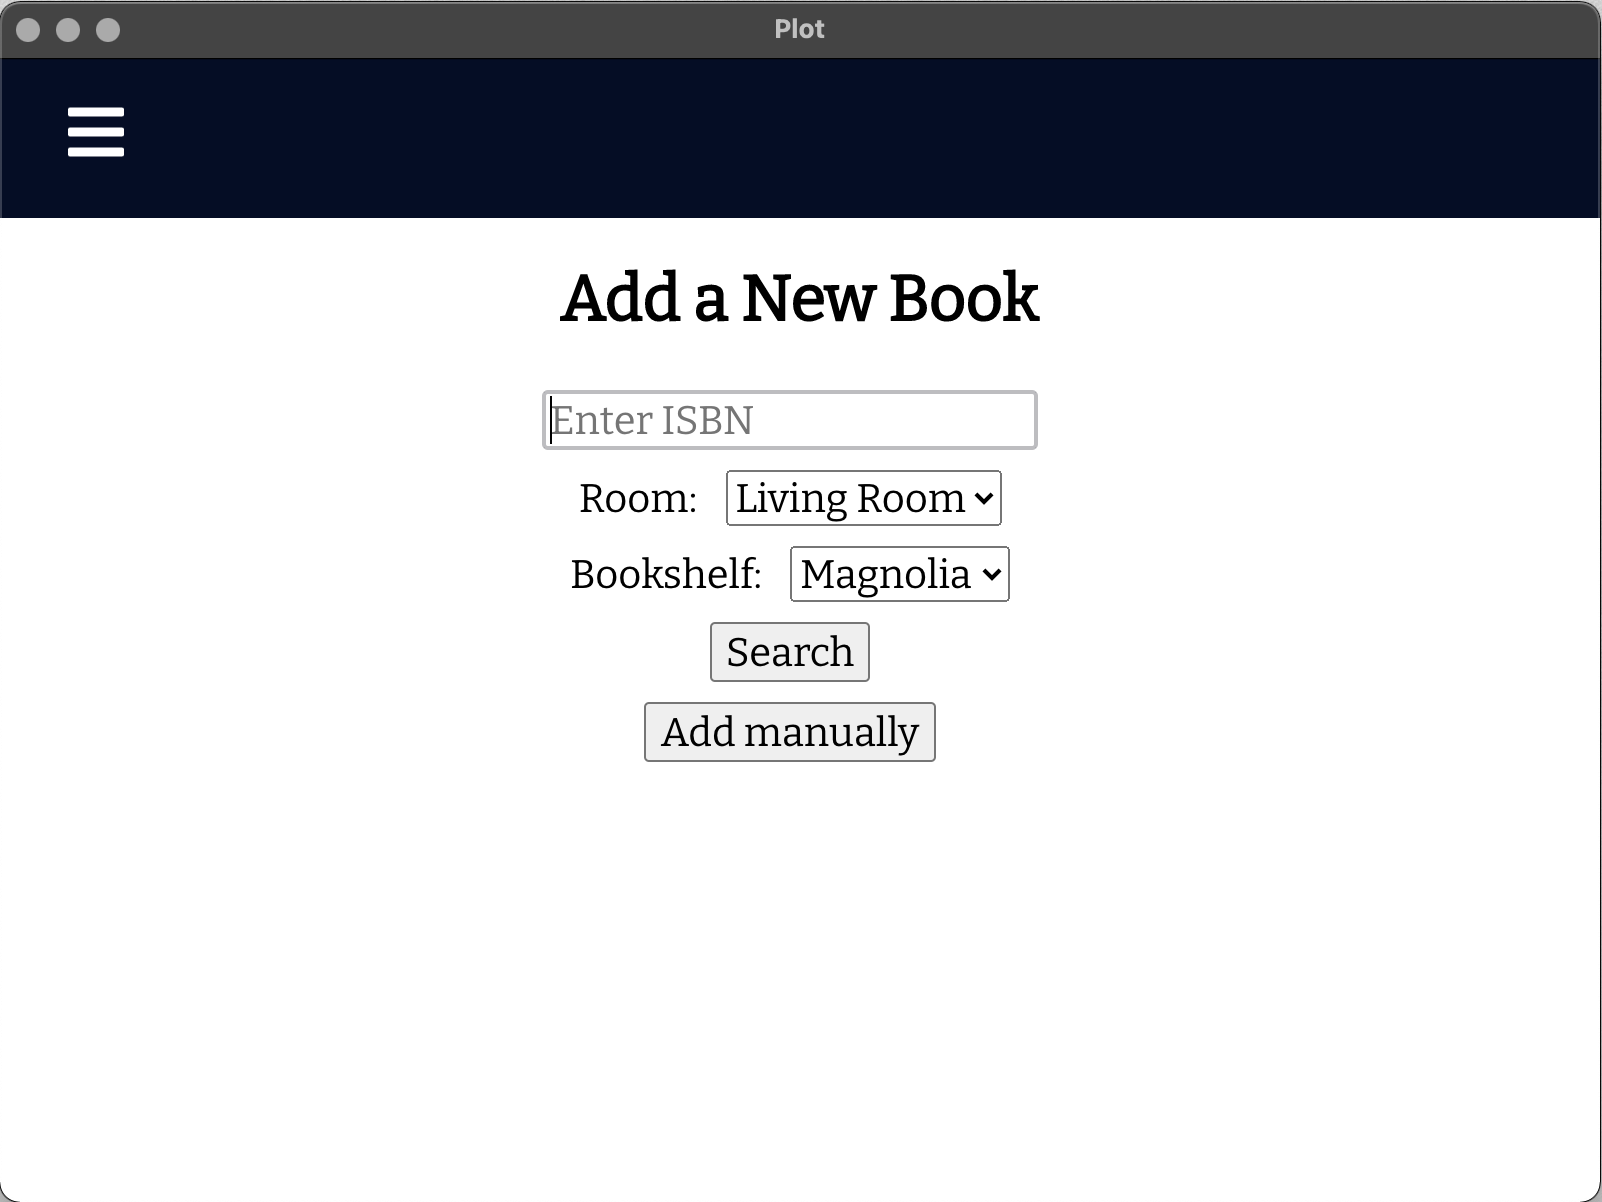 Plot
Add a New Book
Enter ISBN
Room: Living Room
Bookshelf: Magnolia
Search
Add manually